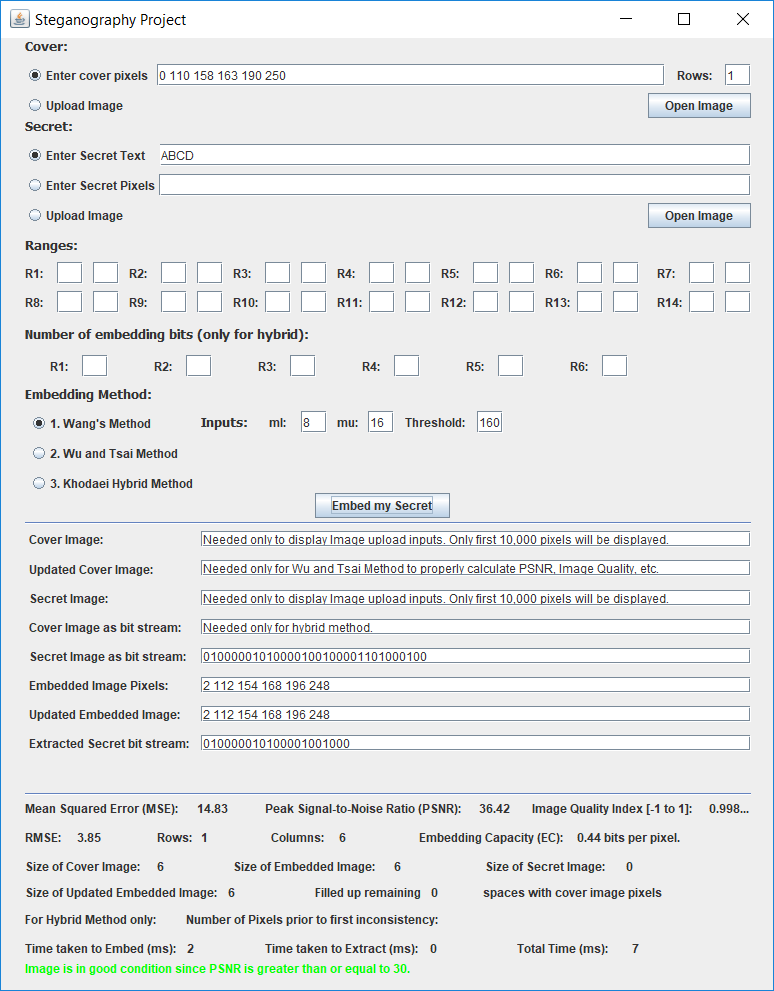 Steganography Project
Cover:
Enter cover pixels 0 110 158 163 190 250 Rows: 1
Upload Image Open Image
Secret:
Enter Secret Text ABCD
Enter Secret Pixels
Upload Image Open Image
Ranges:
R1: R2: R3: R4: R5: R6: R7:
R8: R9: R10: R11: R12: R13: R14:
Number of embedding bits (only for hybrid):
R1: R2: R3: R4: R5: R6:
Embedding Method:
1. Wang's Method Inputs: ml: 8 mu: 16 Threshold: 160
2. Wu and Tsai Method
3. Khodaei Hybrid Method
Embed my Secret
Cover Image: Needed only to display Image upload inputs. Only first 10,000 pixels will be displayed.
Updated Cover Image: Needed only for Wu and Tsai Method to properly calculate PSNR, Image Quality, etc.
Secret Image: Needed only to display Image upload inputs. Only first 10,000 pixels will be displayed.
Cover Image as bit stream: Needed only for hybrid method.
Secret Image as bit stream: 01000001010000100100001101000100
Embedded Image Pixels: 2 112 154 168 196 248
Updated Embedded Image: 2 112 154 168 196 248
Extracted Secret bit stream: 010000010100001001000
Mean Squared Error (MSE): 14.83 Peak Signal-to-Noise Ratio (PSNR): 36.42 Image Quality Index [-1 to 1]: 0.998...
RMSE: 3.85 Rows: 1 Columns: 6 Embedding Capacity (EC): 0.44 bits per pixel.
Size of Cover Image: 6 Size of Embedded Image: 6 Size of Secret Image: 0
Size of Updated Embedded Image: 6 Filled up remaining 0 spaces with cover image pixels
For Hybrid Method only: Number of Pixels prior to first inconsistency:
Time taken to Embed (ms): 2 Time taken to Extract (ms): 0 Total Time (ms): 7
Image is in good condition since PSNR is greater than or equal to 30.